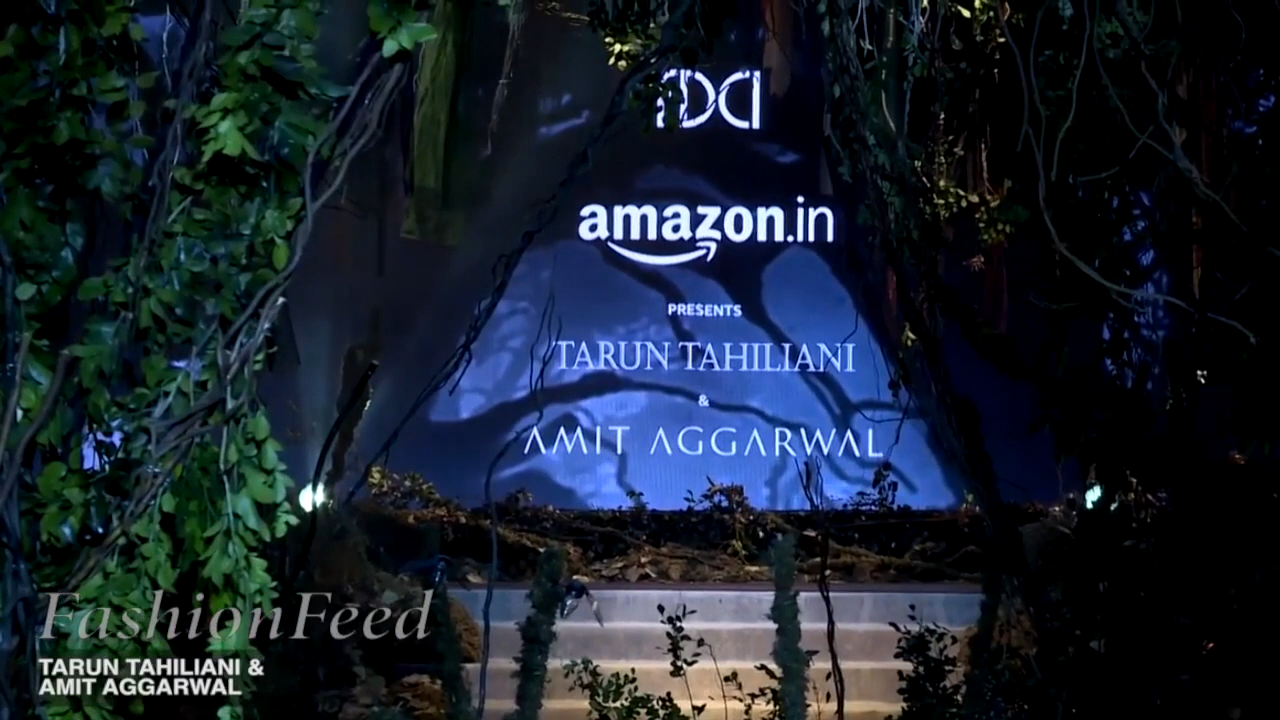 FDCI
amazon.in
PRESENTS
TARUN TAHILIANI
&
AMIT AGGARWAL
FashionFeed
TARUN TAHILIANI &
AMIT AGGARWAL